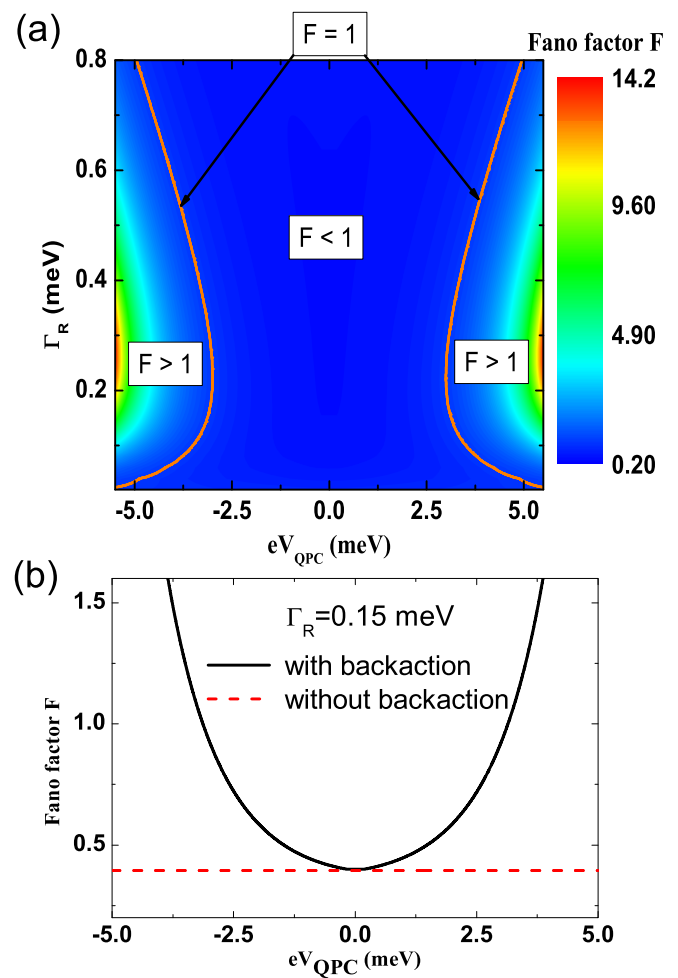 (a)
F = 1
Fano factor F
0.8
0.6
0.4
0.2
Γ_R (meV)
F < 1
F > 1
F > 1
14.2
9.60
4.90
0.20
-5.0 -2.5 0.0 2.5 5.0
eV_QPC (meV)
(b)
1.5
1.0
0.5
Fano factor F
Γ_R=0.15 meV
with backaction
without backaction
-5.0 -2.5 0.0 2.5 5.0
eV_QPC (meV)